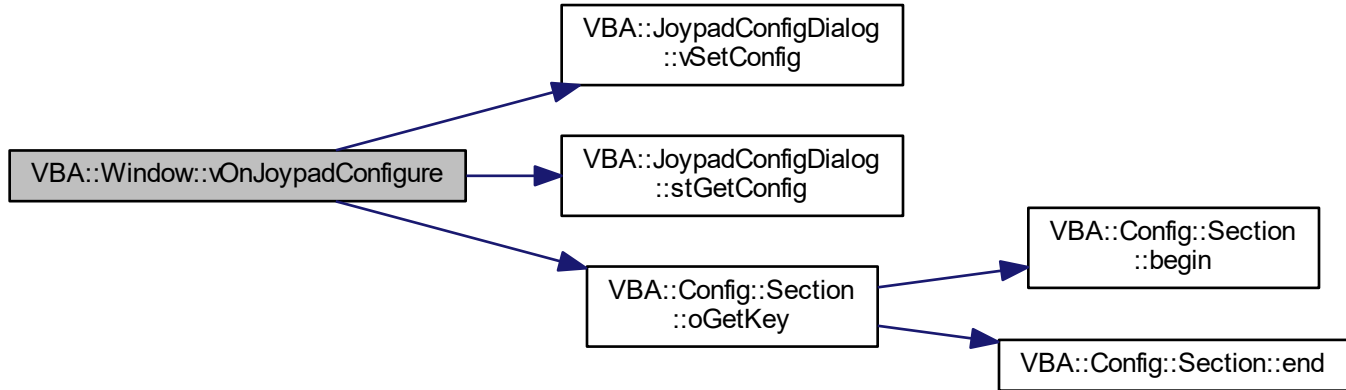 VBA::JoypadConfigDialog
::vSetConfig
VBA::Window::vOnJoypadConfigure
VBA::JoypadConfigDialog
::stGetConfig
VBA::Config::Section
::oGetKey
VBA::Config::Section
::begin
VBA::Config::Section::end